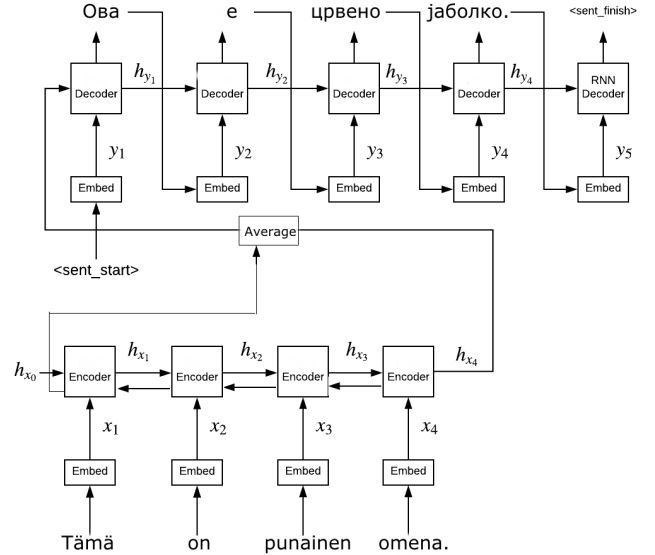 Ова е црвено јаболко. <sent_finish>
h_{y_1} h_{y_2} h_{y_3} h_{y_4}
Decoder Decoder Decoder Decoder RNN Decoder
y_1 y_2 y_3 y_4 y_5
Embed Embed Embed Embed Embed
Average
<sent_start>
h_{x_0} h_{x_1} h_{x_2} h_{x_3} h_{x_4}
Encoder Encoder Encoder Encoder
x_1 x_2 x_3 x_4
Embed Embed Embed Embed
Tämä on punainen omena.